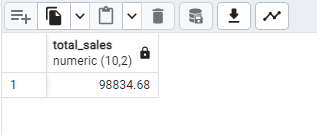 total_sales
numeric (10,2)
1 98834.68